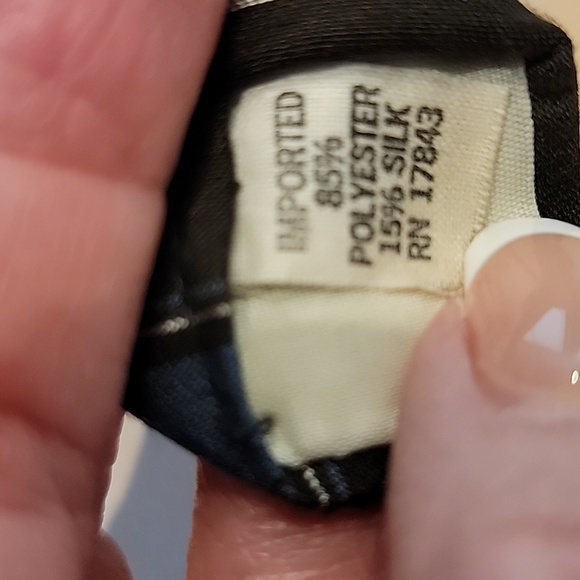 IMPORTED
85%
POLYESTER
15% SILK
RN 17843